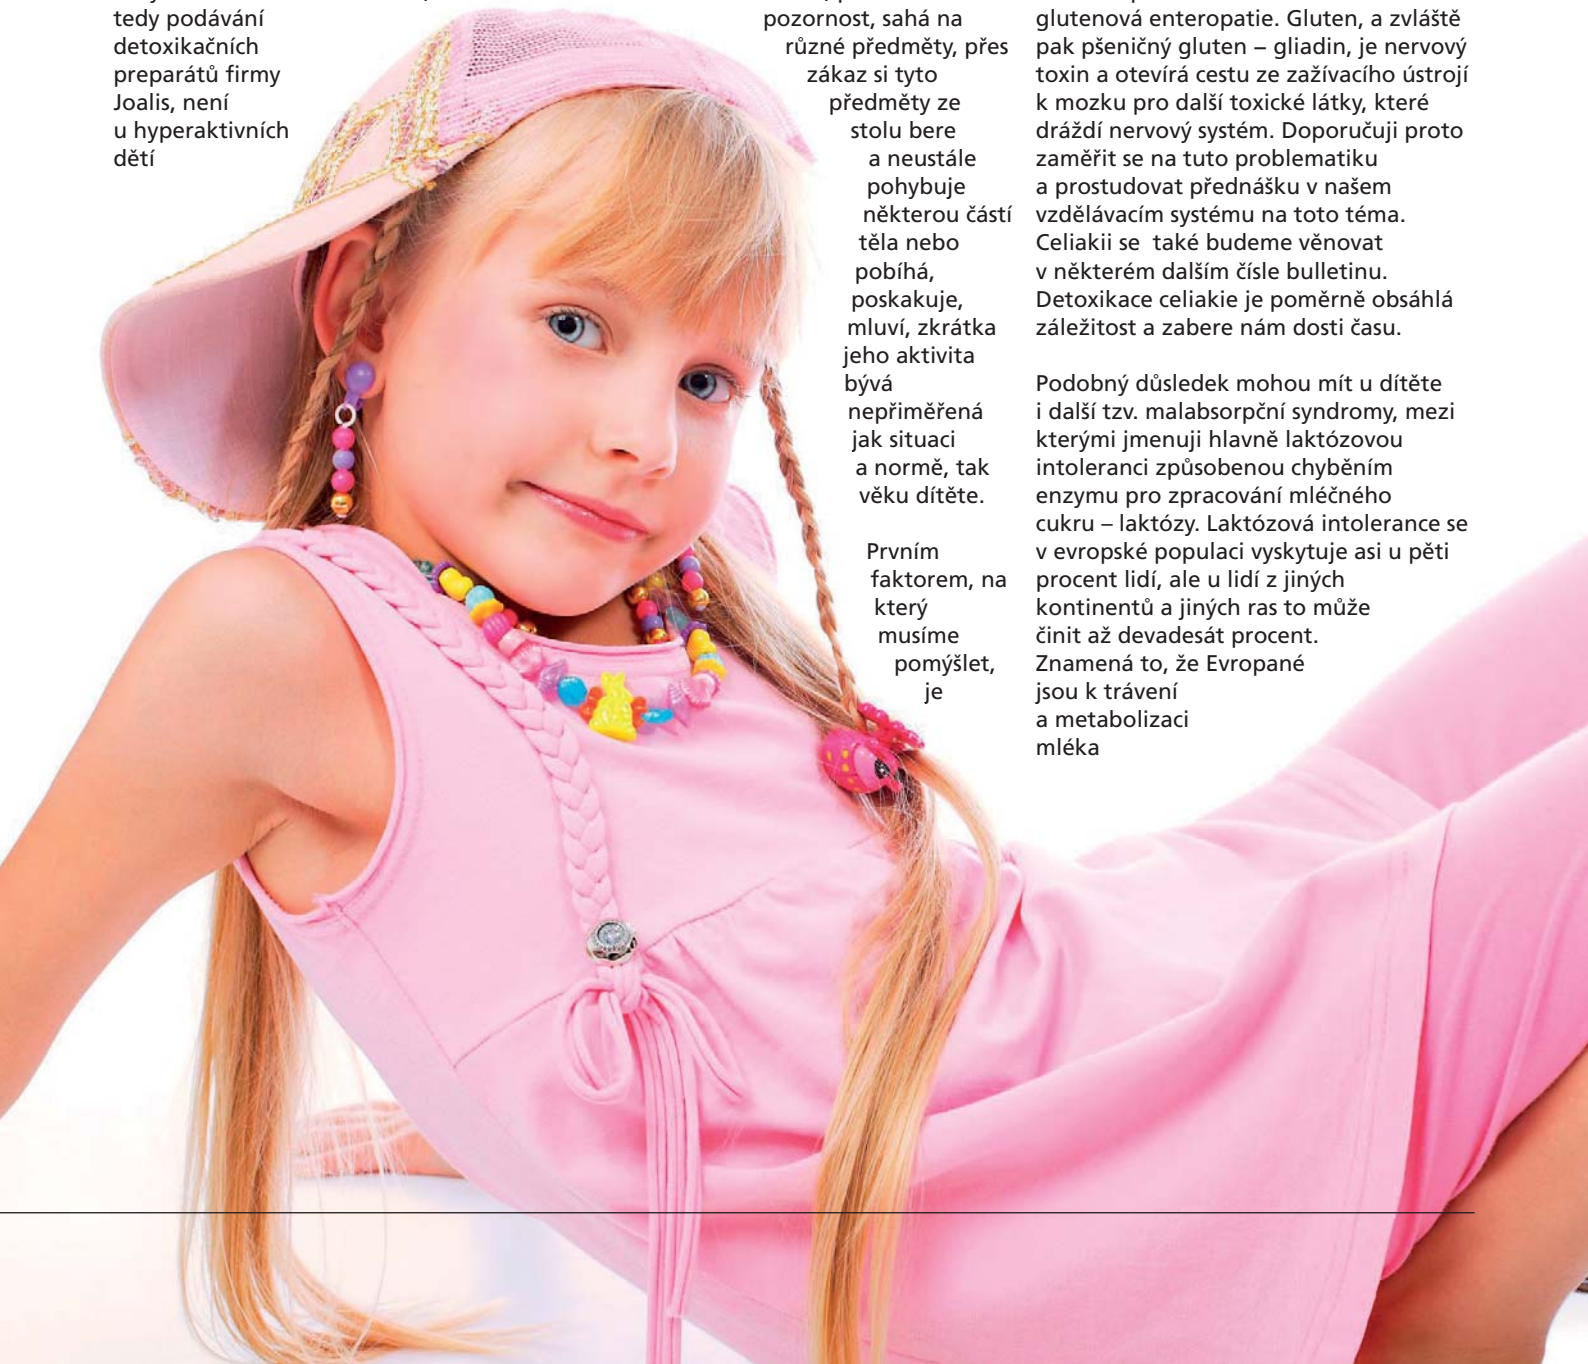 tedy podávání
detoxikačních
preparátů firmy
Joalis, není
u hyperaktivních
dětí
pozornost, sahá na
různé předměty, přes
zákaz si tyto
předměty ze
stolu bere
a neustále
pohybuje
některou částí
těla nebo
pobíhá,
poskakuje,
mluví, zkrátka
jeho aktivita
bývá
nepřiměřená
jak situaci
a normě, tak
věku dítěte.
Prvním
faktorem, na
který
musíme
pomýšlet,
je
glutenová enteropatie. Gluten, a zvláště
pak pšeničný gluten – gliadin, je nervový
toxin a otevírá cestu ze zažívacího ústrojí
k mozku pro další toxické látky, které
dráždí nervový systém. Doporučuji proto
zaměřit se na tuto problematiku
a prostudovat přednášku v našem
vzdělávacím systému na toto téma.
Celiakii se také budeme věnovat
v některém dalším čísle bulletinu.
Detoxikace celiakie je poměrně obsáhlá
záležitost a zabere nám dosti času.
Podobný důsledek mohou mít u dítěte
i další tzv. malabsorpční syndromy, mezi
kterými jmenuji hlavně laktózovou
intoleranci způsobenou chyběním
enzymu pro zpracování mléčného
cukru – laktózy. Laktózová intolerance se
v evropské populaci vyskytuje asi u pěti
procent lidí, ale u lidí z jiných
kontinentů a jiných ras to může
činit až devadesát procent.
Znamená to, že Evropané
jsou k trávení
a metabolizaci
mléka